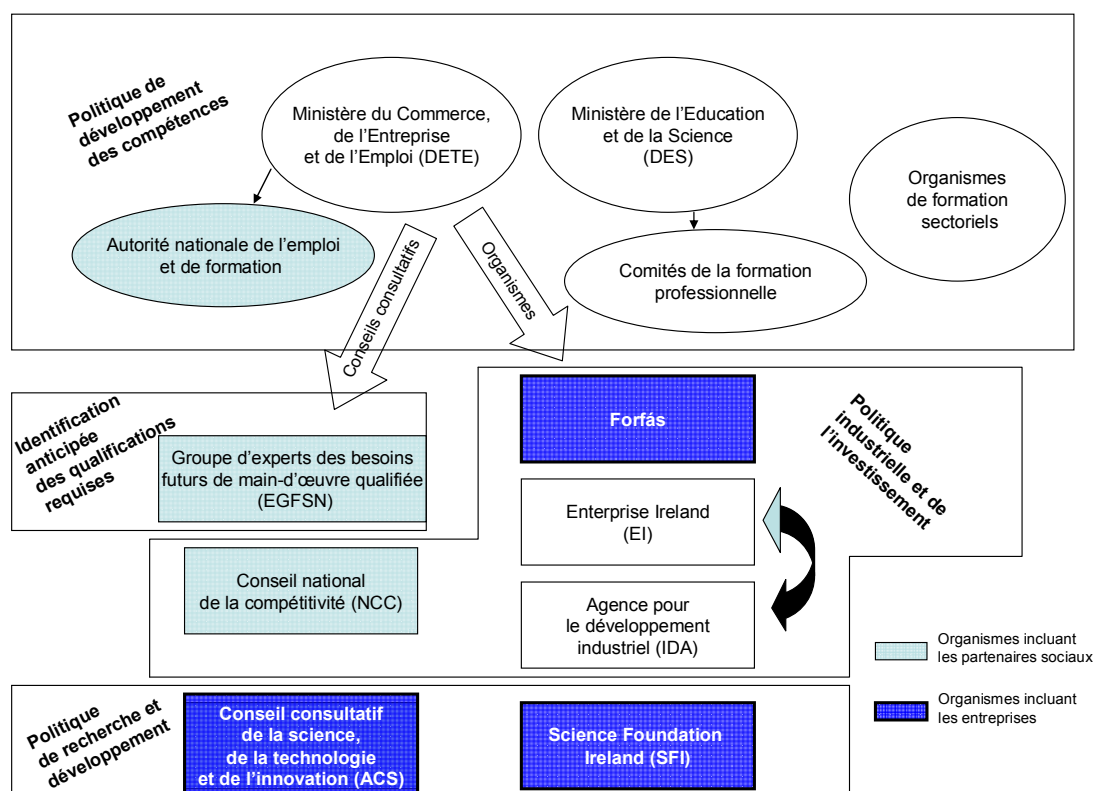 Politique de
développement
des compétences
Ministère du Commerce,
de l'Entreprise
et de l'Emploi (DETE)
Ministère de l'Education
et de la Science
(DES)
Organismes
de formation
sectoriels
Autorité nationale de l'emploi
et de formation
Comités de la formation
professionnelle
Conseils consultatifs
Organismes
Identification
anticipée
des qualifications
requises
Groupe d'experts des besoins
futurs de main-d'œuvre qualifiée
(EGFSN)
Forfás
Politique
industrielle et de
l'investissement
Enterprise Ireland
(EI)
Conseil national
de la compétitivité (NCC)
Agence pour
le développement
industriel (IDA)
Organismes incluant
les partenaires sociaux
Organismes incluant
les entreprises
Politique
de recherche et
développement
Conseil consultatif
de la science,
de la technologie
et de l'innovation (ACS)
Science Foundation
Ireland (SFI)